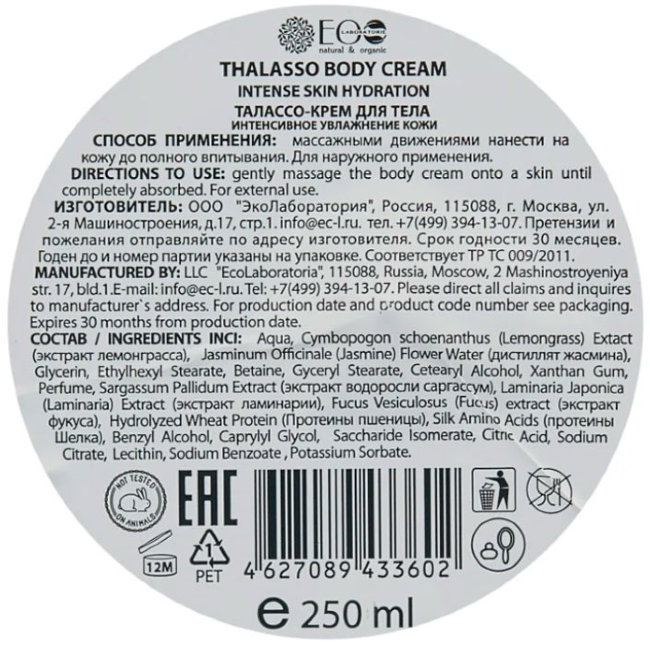 ECO
LABORATORIE
natural & organic
THALASSO BODY CREAM
INTENSE SKIN HYDRATION
ТАЛАССО-КРЕМ ДЛЯ ТЕЛА
ИНТЕНСИВНОЕ УВЛАЖНЕНИЕ КОЖИ
СПОСОБ ПРИМЕНЕНИЯ: массажными движениями нанести на
кожу до полного впитывания. Для наружного применения.
DIRECTIONS TO USE: gently massage the body cream onto a skin until
completely absorbed. For external use.
ИЗГОТОВИТЕЛЬ: ООО "ЭкоЛаборатория", Россия, 115088, г. Москва, ул.
2-я Машиностроения, д.17, стр.1. info@ec-l.ru. тел. +7(499) 394-13-07. Претензии и
пожелания отправляйте по адресу изготовителя. Срок годности 30 месяцев.
Годен до и номер партии указаны на упаковке. Соответствует ТР ТС 009/2011.
MANUFACTURED BY: LLC "EcoLaboratoria", 115088, Russia, Moscow, 2 Mashinostroyeniya
str. 17, bld.1.E-mail: info@ec-l.ru. Tel: +7(499) 394-13-07. Please direct all claims and inquires
to manufacturer`s address. For production date and product code number see packaging.
Expires 30 months from production date.
СОСТАВ / INGREDIENTS INCI: Aqua, Cymbopogon schoenanthus (Lemongrass) Extact
(экстракт лемонграсса), Jasminum Officinale (Jasmine) Flower Water (дистиллят жасмина),
Glycerin, Ethylhexyl Stearate, Betaine, Glyceryl Stearate, Cetearyl Alcohol, Xanthan Gum,
Perfume, Sargassum Pallidum Extract (экстракт водоросли саргассум), Laminaria Japonica
(Laminaria) Extract (экстракт ламинарии), Fucus Vesiculosus (Fucus) extract (экстракт
фукуса), Hydrolyzed Wheat Protein (Протеины пшеницы), Silk Amino Acids (протеины
Шелка), Benzyl Alcohol, Caprylyl Glycol, Saccharide Isomerate, Citric Acid, Sodium
Citrate, Lecithin, Sodium Benzoate , Potassium Sorbate.
NOT TESTED
ON ANIMALS
EAC
12M
1
PET
4 627089 433602
e 250 ml